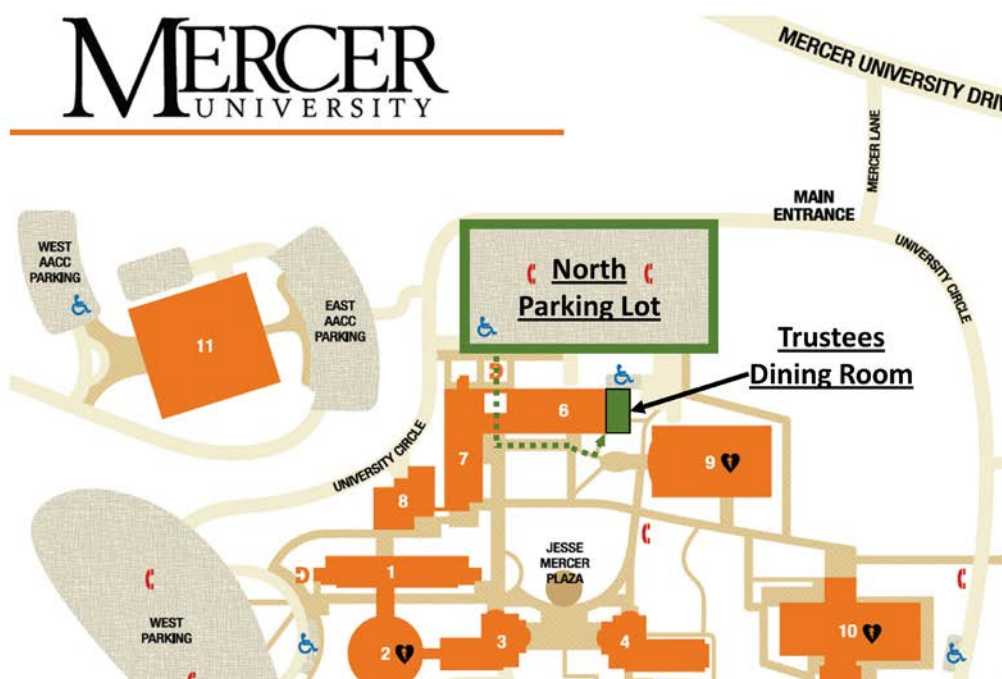 MERCER
UNIVERSITY
MERCER UNIVERSITY DRIV
MERCER LANE
MAIN
ENTRANCE
UNIVERSITY CIRCLE
WEST
AACC
PARKING
EAST
AACC
PARKING
11
North
Parking Lot
Trustees
Dining Room
6
7
8
9
UNIVERSITY CIRCLE
D
JESSE
MERCER
PLAZA
D
1
2
3
4
10
WEST
PARKING